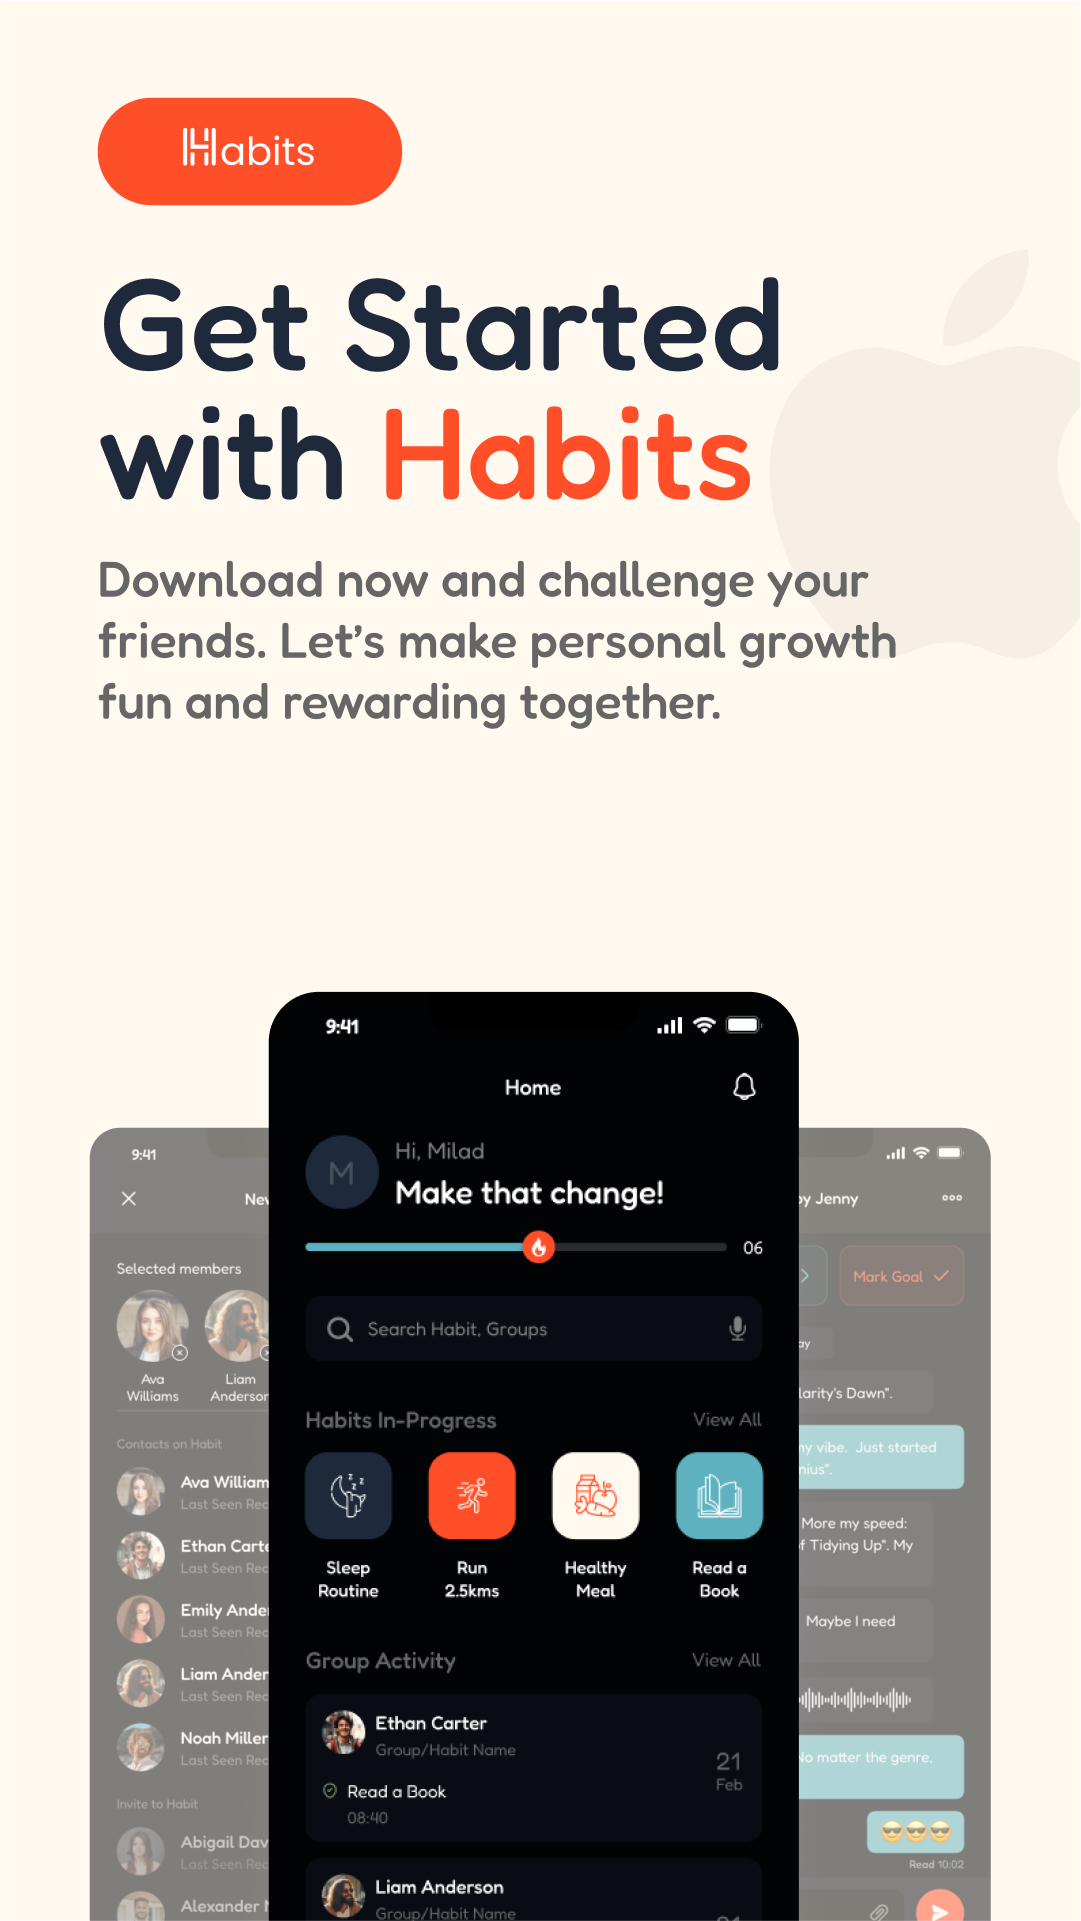 Habits
Get Started
with Habits
Download now and challenge your
friends. Let's make personal growth
fun and rewarding together.
9:41
Home
Hi, Milad
M
Make that change!
06
Search Habit, Groups
Habits In-Progress
View All
Sleep
Routine
Run
2.5kms
Healthy
Meal
Read a
Book
Group Activity
View All
Ethan Carter
Group/Habit Name
21
Feb
Read a Book
08:40
Liam Anderson
Group/Habit Name
9:41
Selected members
Ava
Williams
Liam
Anderson
Contacts on Habit
Ava William
Last Seen Rec
Ethan Carte
Last Seen Rec
Emily Ande
Last Seen Rec
Liam Ander
Last Seen Rec
Noah Miller
Last Seen Rec
Invite to Habit
Abigail Dav
Last Seen Rec
Alexander
by Jenny
Mark Goal
larity's Dawn".
my vibe. Just started
nius".
More my speed:
of Tidying Up". My
Maybe I need
No matter the genre,
Read 10:02